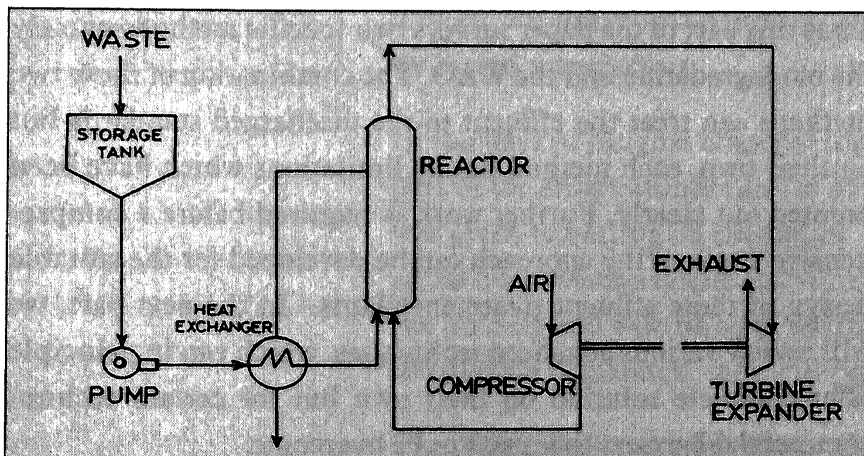 WASTE
STORAGE
TANK
REACTOR
AIR
EXHAUST
HEAT
EXCHANGER
PUMP
COMPRESSOR
TURBINE
EXPANDER